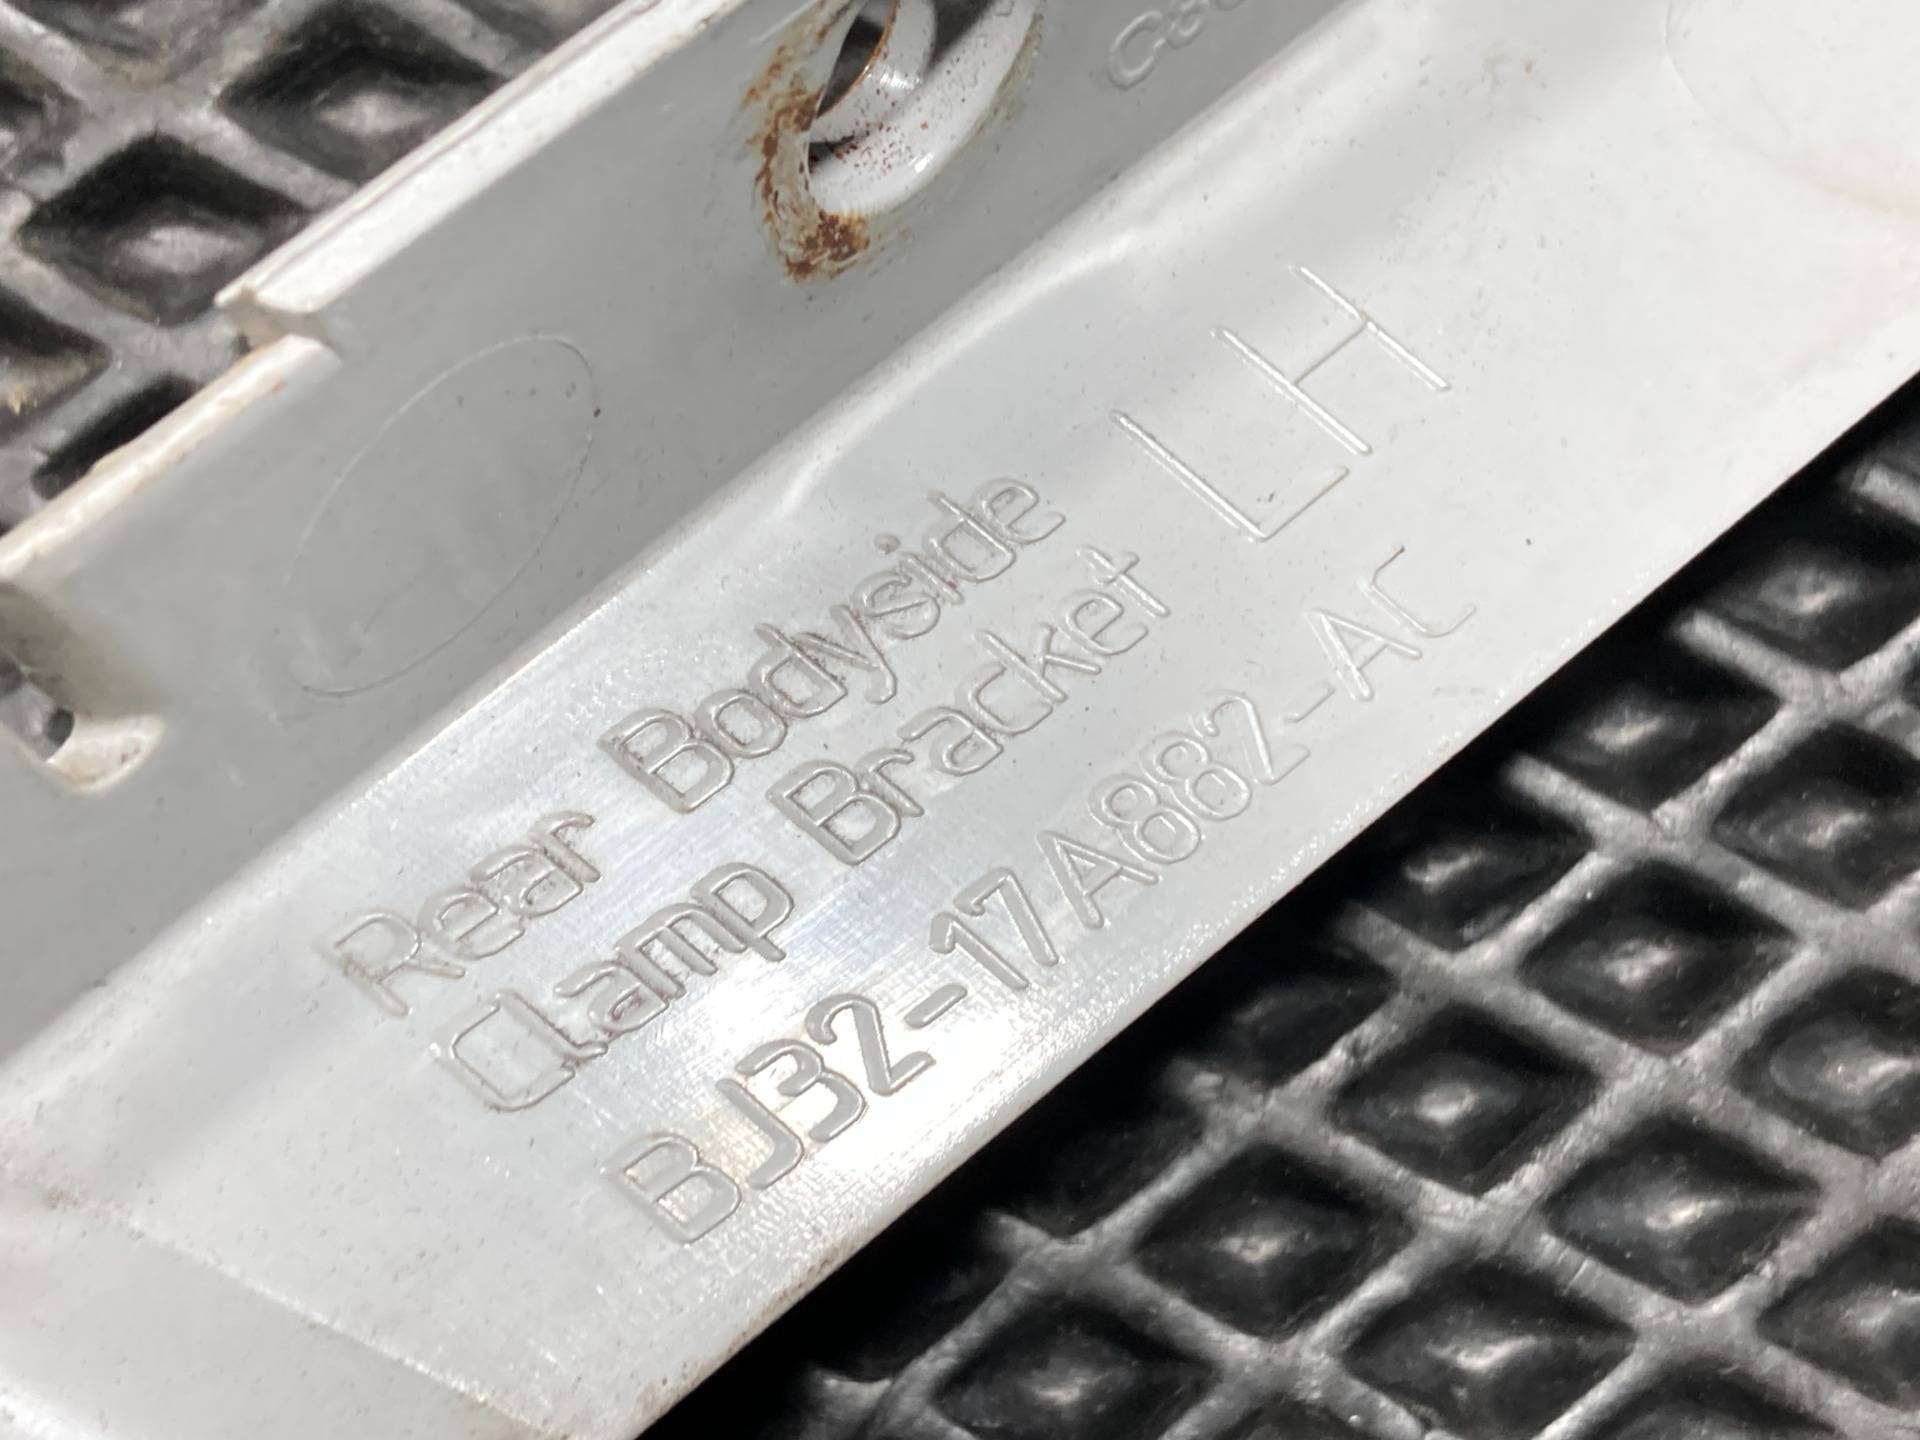 Rear Bodyside
Clamp Bracket LH
BJ32-17A882-AC